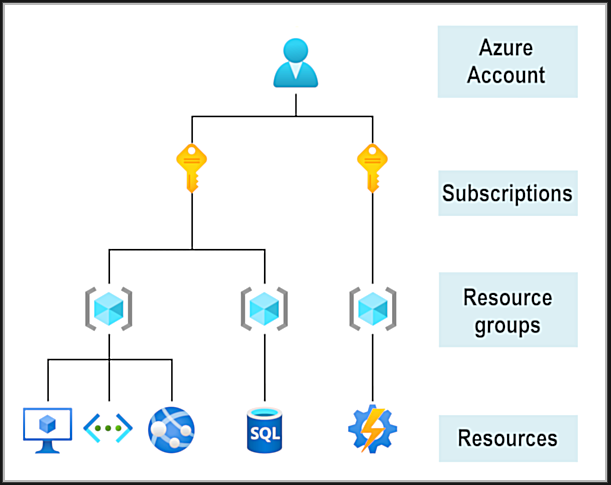 Azure
Account
Subscriptions
Resource
groups
SQL
Resources